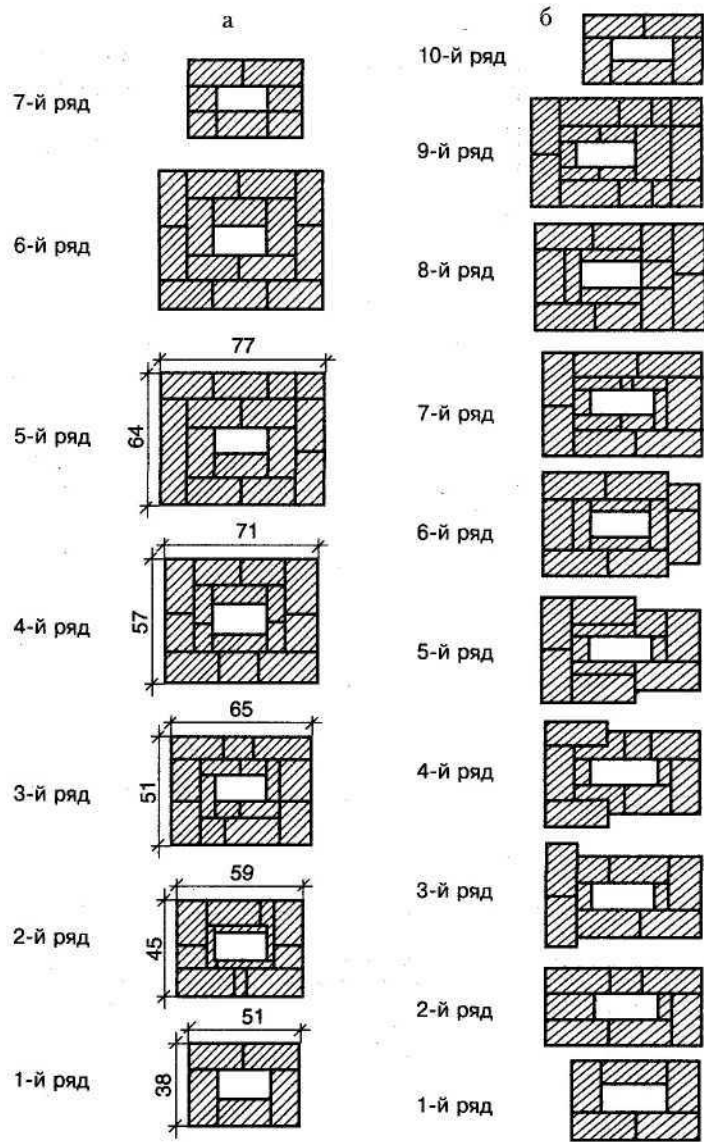 а
7-й ряд
6-й ряд
77
5-й ряд
64
71
4-й ряд
57
65
3-й ряд
51
59
2-й ряд
45
51
1-й ряд
38
б
10-й ряд
9-й ряд
8-й ряд
7-й ряд
6-й ряд
5-й ряд
4-й ряд
3-й ряд
2-й ряд
1-й ряд